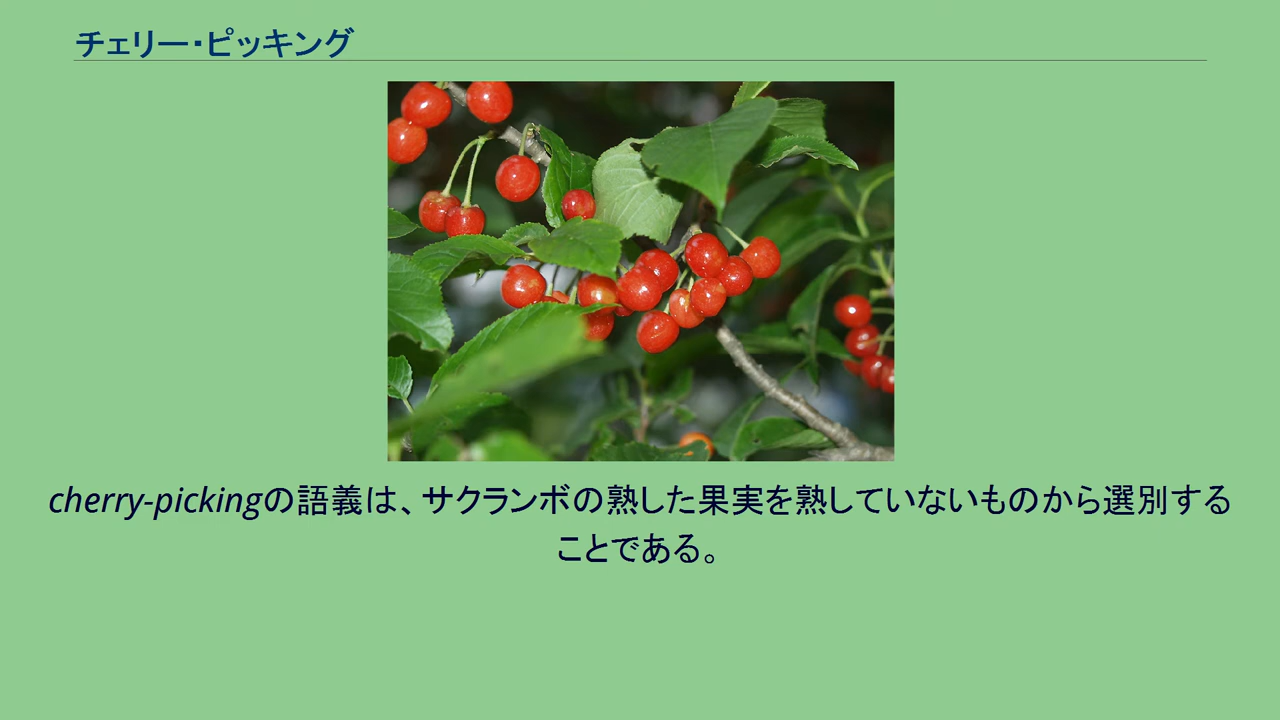 チェリー・ピッキング
cherry-pickingの語義は、サクランボの熟した果実を熟していないものから選別する
ことである。